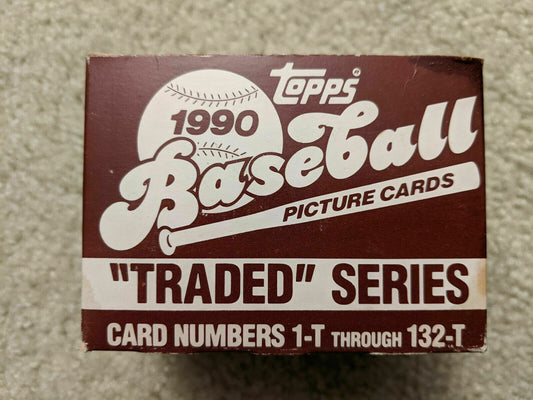 topps®
1990
Baseball
PICTURE CARDS
"TRADED" SERIES
CARD NUMBERS 1-T THROUGH 132-T